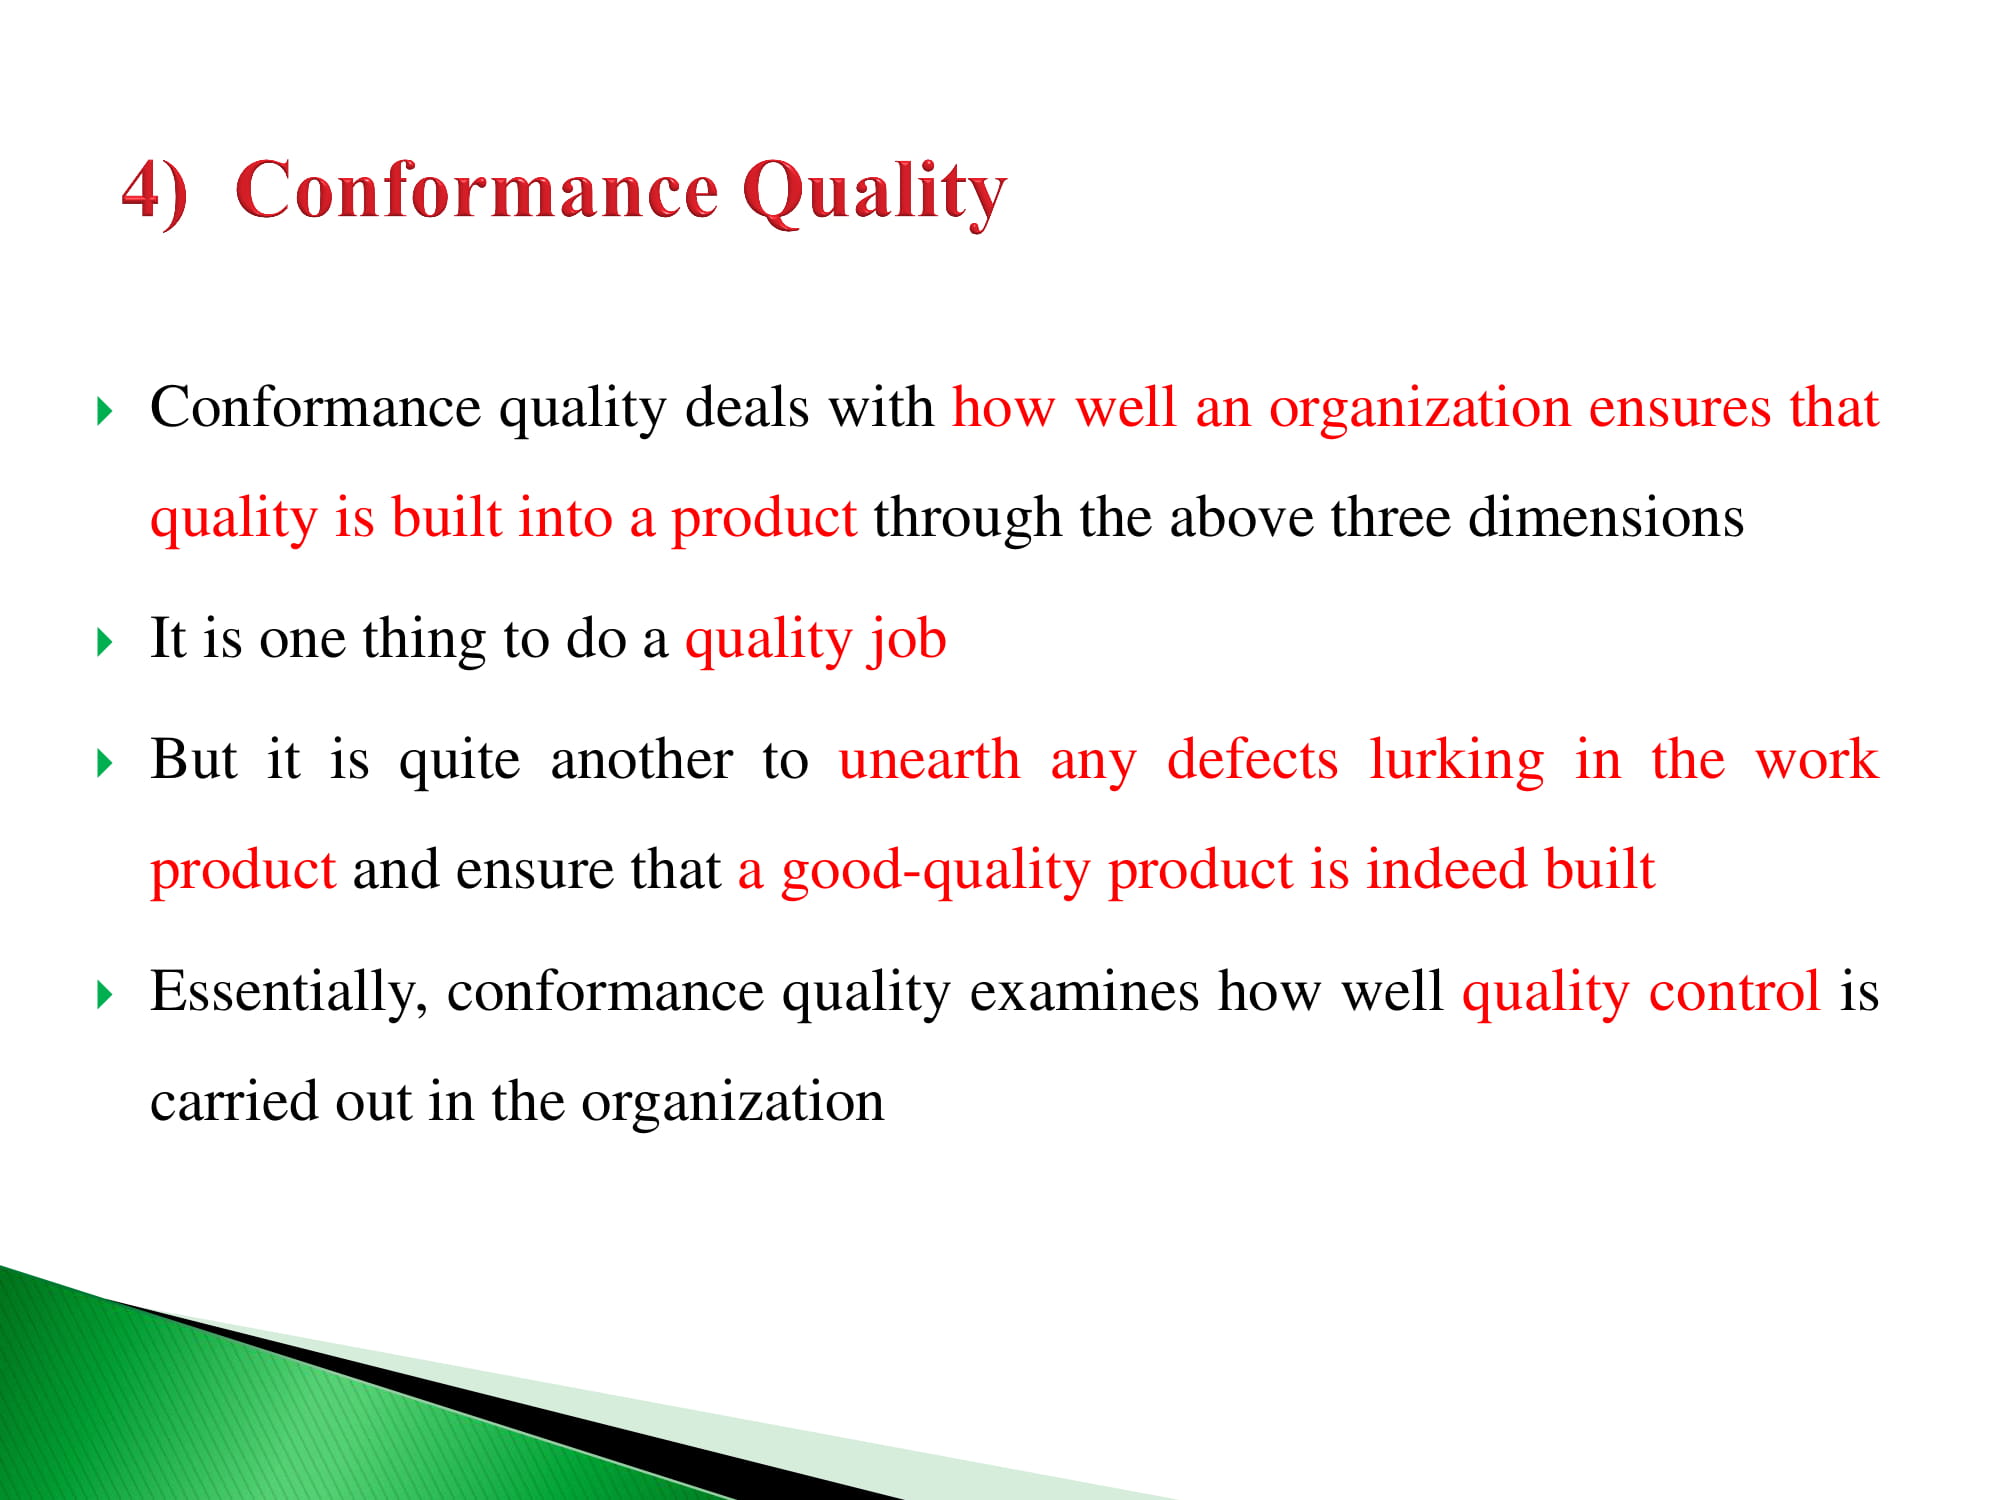 4) Conformance Quality
Conformance quality deals with how well an organization ensures that
quality is built into a product through the above three dimensions
It is one thing to do a quality job
But it is quite another to unearth any defects lurking in the work
product and ensure that a good-quality product is indeed built
Essentially, conformance quality examines how well quality control is
carried out in the organization